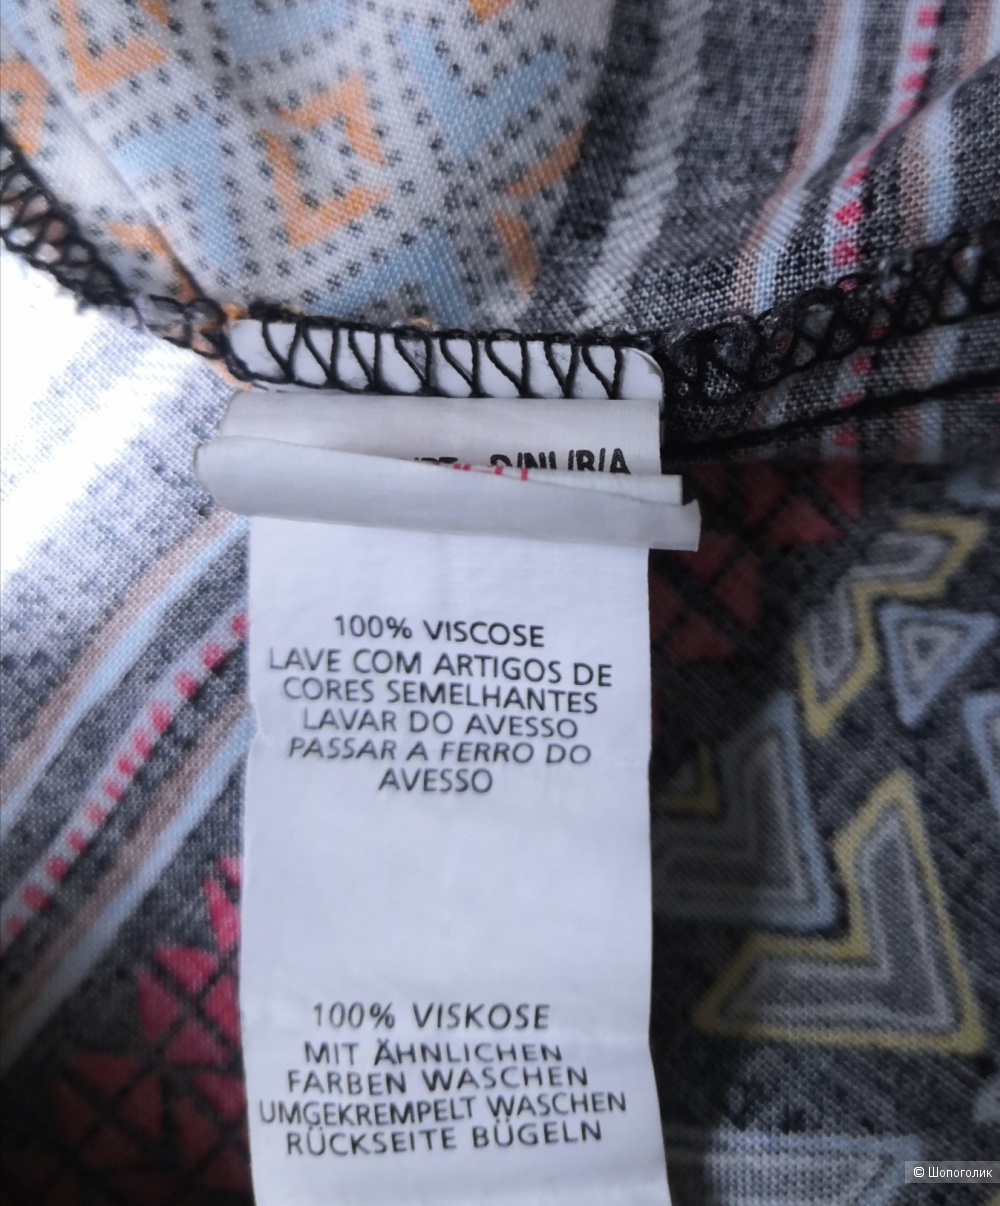 D/NL/B/A
100% VISCOSE
LAVE COM ARTIGOS DE
CORES SEMELHANTES
LAVAR DO AVESSO
PASSAR A FERRO DO
AVESSO
100% VISKOSE
MIT ÄHNLICHEN
FARBEN WASCHEN
UMGEKREMPELT WASCHEN
RÜCKSEITE BÜGELN
© Шопоголик